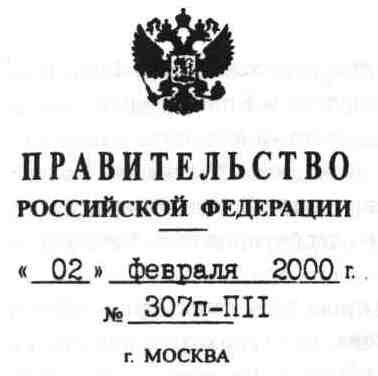 ПРАВИТЕЛЬСТВО
РОССИЙСКОЙ ФЕДЕРАЦИИ
« 02 » февраля 2000 г.
№ 307п-П11
г. МОСКВА